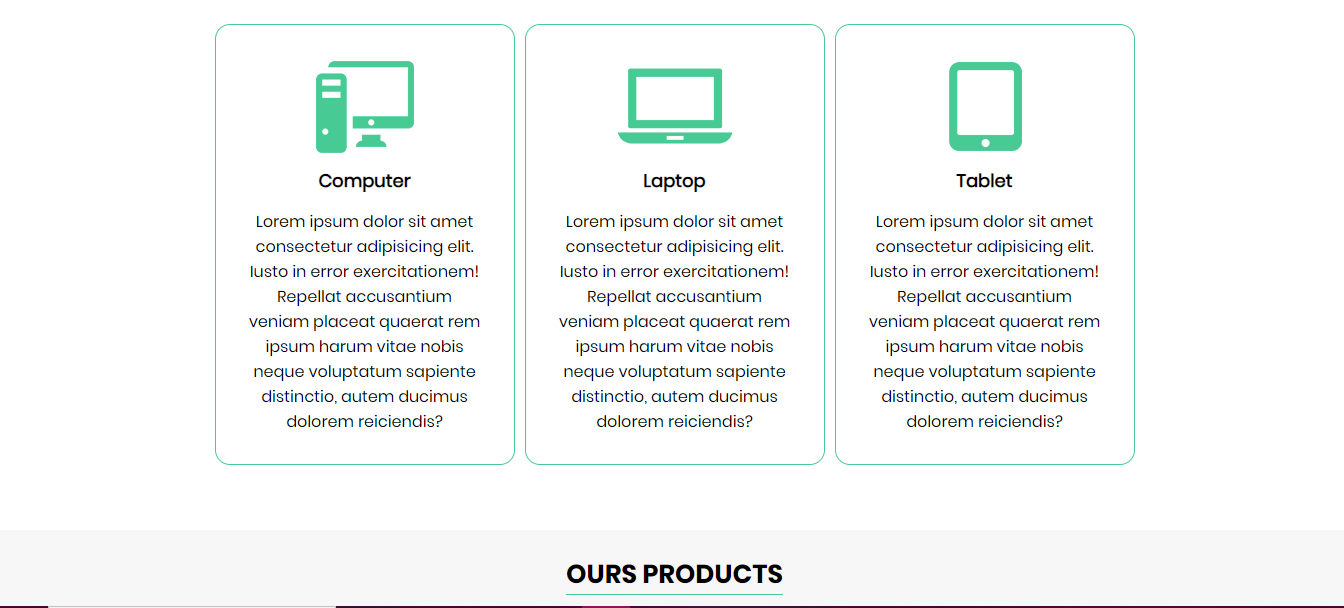 Computer
Lorem ipsum dolor sit amet
consectetur adipisicing elit.
Iusto in error exercitationem!
Repellat accusantium
veniam placeat quaerat rem
ipsum harum vitae nobis
neque voluptatum sapiente
distinctio, autem ducimus
dolorem reiciendis?
Laptop
Lorem ipsum dolor sit amet
consectetur adipisicing elit.
Iusto in error exercitationem!
Repellat accusantium
veniam placeat quaerat rem
ipsum harum vitae nobis
neque voluptatum sapiente
distinctio, autem ducimus
dolorem reiciendis?
Tablet
Lorem ipsum dolor sit amet
consectetur adipisicing elit.
Iusto in error exercitationem!
Repellat accusantium
veniam placeat quaerat rem
ipsum harum vitae nobis
neque voluptatum sapiente
distinctio, autem ducimus
dolorem reiciendis?
OURS PRODUCTS